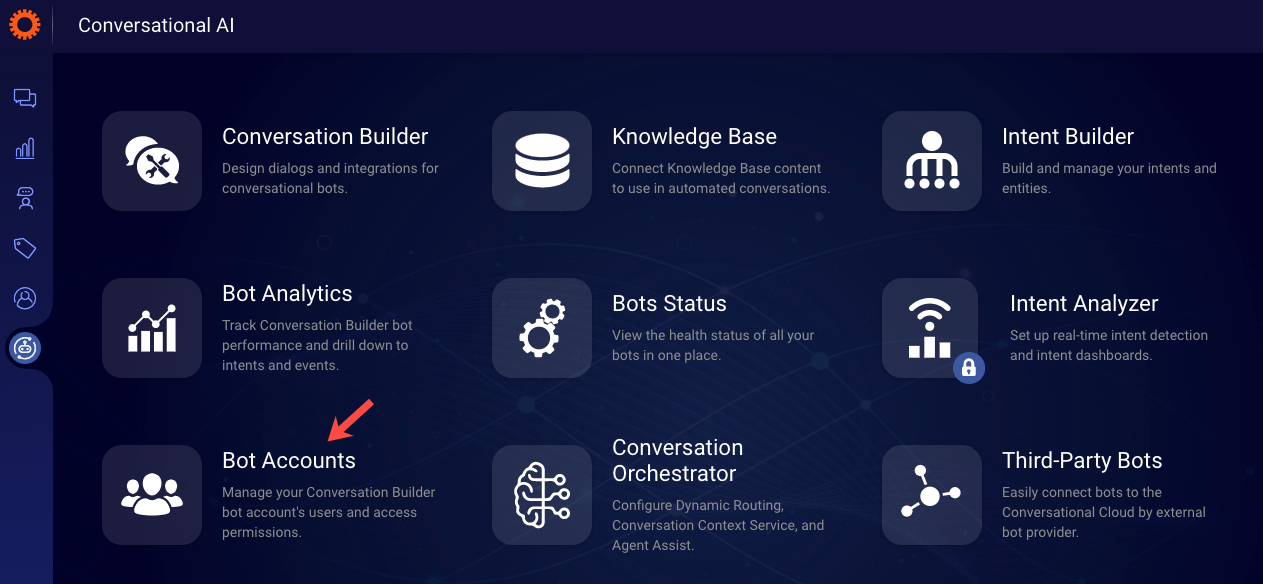 Conversational AI
Conversation Builder
Design dialogs and integrations for
conversational bots.
Knowledge Base
Connect Knowledge Base content
to use in automated conversations.
Intent Builder
Build and manage your intents and
entities.
Bot Analytics
Track Conversation Builder bot
performance and drill down to
intents and events.
Bots Status
View the health status of all your
bots in one place.
Intent Analyzer
Set up real-time intent detection
and intent dashboards.
Bot Accounts
Manage your Conversation Builder
bot account's users and access
permissions.
Conversation
Orchestrator
Configure Dynamic Routing,
Conversation Context Service, and
Agent Assist.
Third-Party Bots
Easily connect bots to the
Conversational Cloud by external
bot provider.